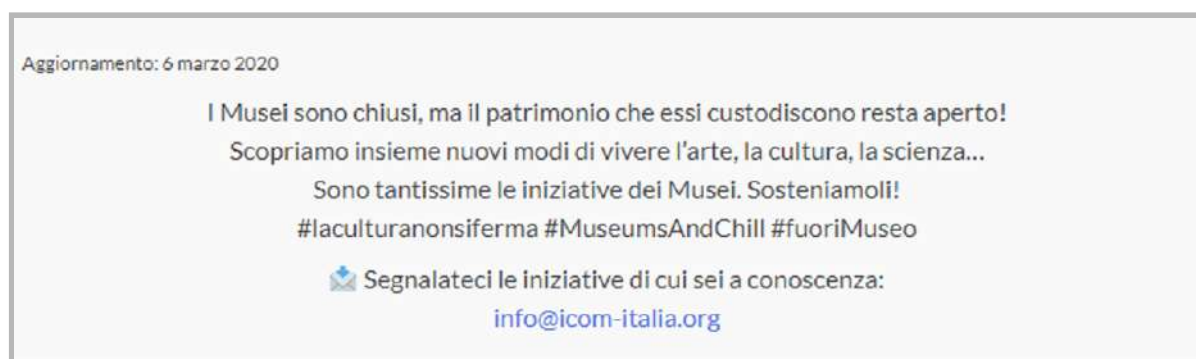 Aggiornamento: 6 marzo 2020
I Musei sono chiusi, ma il patrimonio che essi custodiscono resta aperto!
Scopriamo insieme nuovi modi di vivere l'arte, la cultura, la scienza...
Sono tantissime le iniziative dei Musei. Sosteniamoli!
#laculturanonsiferma #MuseumsAndChill #fuoriMuseo
📩 Segnalateci le iniziative di cui sei a conoscenza:
info@icom-italia.org